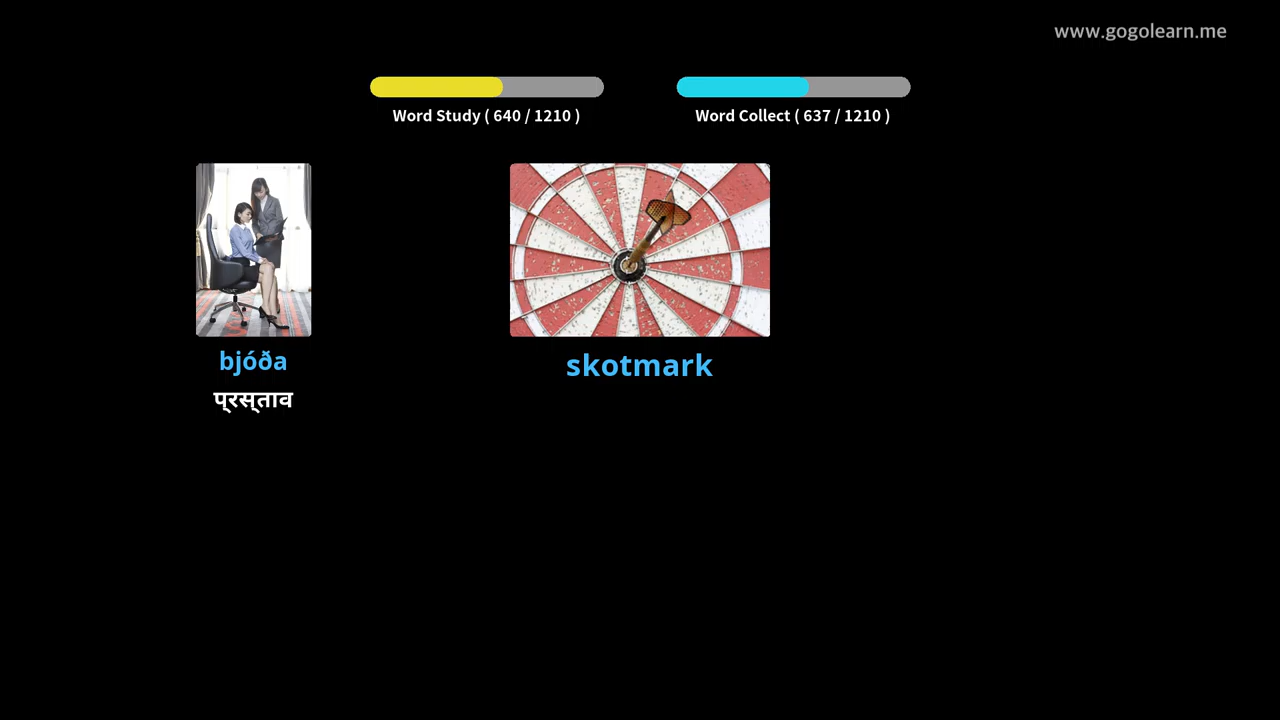 www.gogolearn.me
Word Study ( 640 / 1210 )
Word Collect ( 637 / 1210 )
bjóða
प्रस्ताव
skotmark